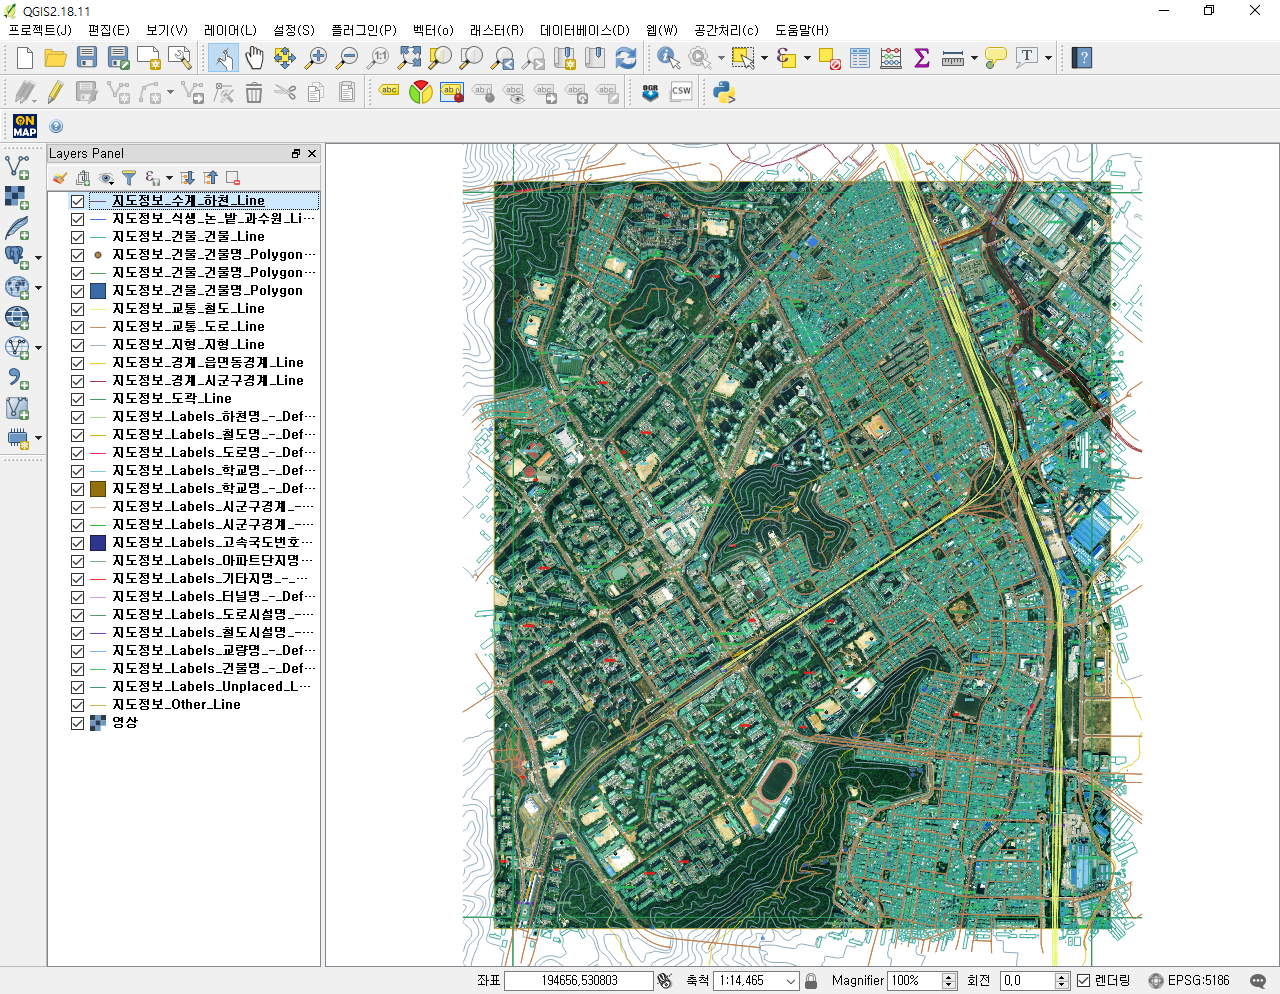 QGIS2.18.11
프로젝트(J) 편집(E) 보기(V) 레이어(L) 설정(S) 플러그인(P) 벡터(o) 래스터(R) 데이터베이스(D) 웹(W) 공간처리(c) 도움말(H)
Layers Panel
지도정보_수계_하천_Line
지도정보_식생_논_밭_과수원_Li...
지도정보_건물_건물_Line
지도정보_건물_건물명_Polygon...
지도정보_건물_건물명_Polygon...
지도정보_건물_건물명_Polygon
지도정보_교통_철도_Line
지도정보_교통_도로_Line
지도정보_지형_지형_Line
지도정보_경계_읍면동경계_Line
지도정보_경계_시군구경계_Line
지도정보_도곽_Line
지도정보_Labels_하천명_-_Def...
지도정보_Labels_철도명_-_Def...
지도정보_Labels_도로명_-_Def...
지도정보_Labels_학교명_-_Def...
지도정보_Labels_학교명_-_Def...
지도정보_Labels_시군구경계_-...
지도정보_Labels_시군구경계_-...
지도정보_Labels_고속국도번호...
지도정보_Labels_아파트단지명...
지도정보_Labels_기타지명_-_...
지도정보_Labels_터널명_-_Def...
지도정보_Labels_도로시설명_-...
지도정보_Labels_철도시설명_-...
지도정보_Labels_교량명_-_Def...
지도정보_Labels_건물명_-_Def...
지도정보_Labels_Unplaced_L...
지도정보_Other_Line
영상
좌표 194656,530803 축척 1:14,465 Magnifier 100% 회전 0,0 렌더링 EPSG:5186